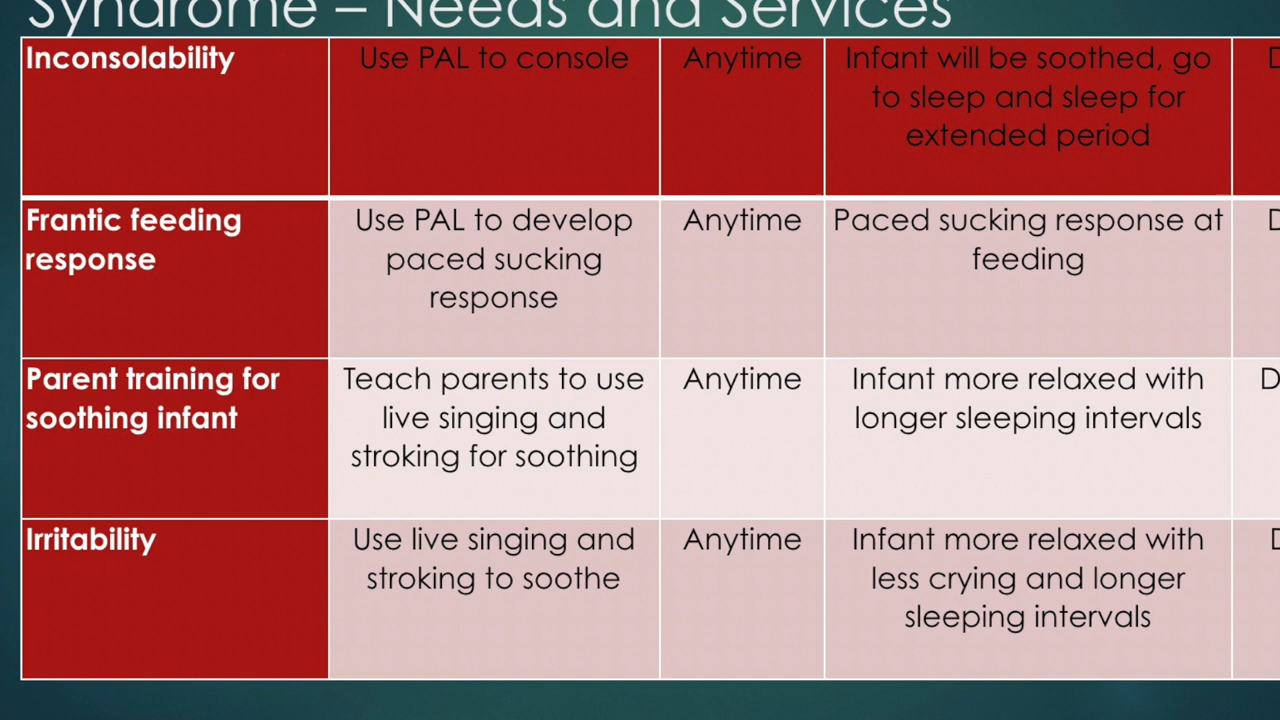 Syndrome – Needs and Services
Inconsolability
Use PAL to console
Anytime
Infant will be soothed, go
to sleep and sleep for
extended period
Frantic feeding
response
Use PAL to develop
paced sucking
response
Anytime
Paced sucking response at
feeding
Parent training for
soothing infant
Teach parents to use
live singing and
stroking for soothing
Anytime
Infant more relaxed with
longer sleeping intervals
Irritability
Use live singing and
stroking to soothe
Anytime
Infant more relaxed with
less crying and longer
sleeping intervals